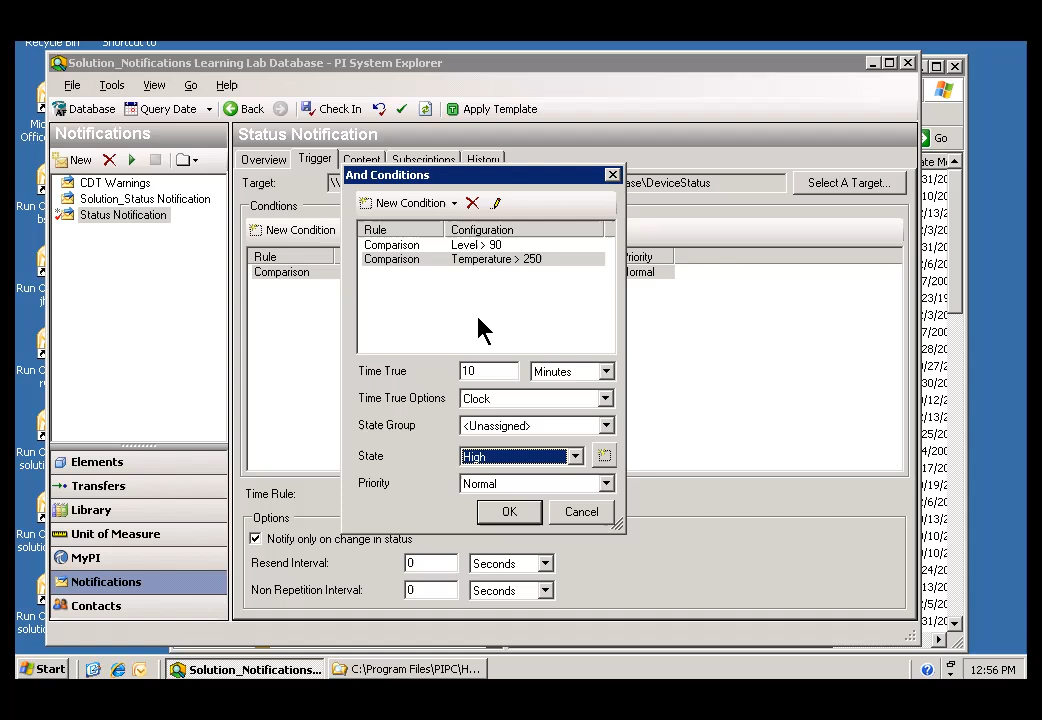 Recycle Bin Shortcut to
Solution_Notifications Learning Lab Database - PI System Explorer
File Tools View Go Help
Database Query Date Back Check In Apply Template
Go
Notifications
Status Notification
New
Overview Trigger Content Subscriptions History
CDT Warnings
Solution_Status Notification
Status Notification
Target: ase\DeviceStatus Select A Target...
Conditions
New Condition
Rule
Comparison
Priority
Normal
And Conditions
New Condition
Rule Configuration
Comparison Level > 90
Comparison Temperature > 250
Time True 10 Minutes
Time True Options Clock
State Group <Unassigned>
State High
Priority Normal
OK Cancel
Elements
Transfers
Library
Unit of Measure
MyPI
Notifications
Contacts
Time Rule:
Options
Notify only on change in status
Resend Interval: 0 Seconds
Non Repetition Interval: 0 Seconds
Start Solution_Notifications... C:\Program Files\PIPC\H... 12:56 PM